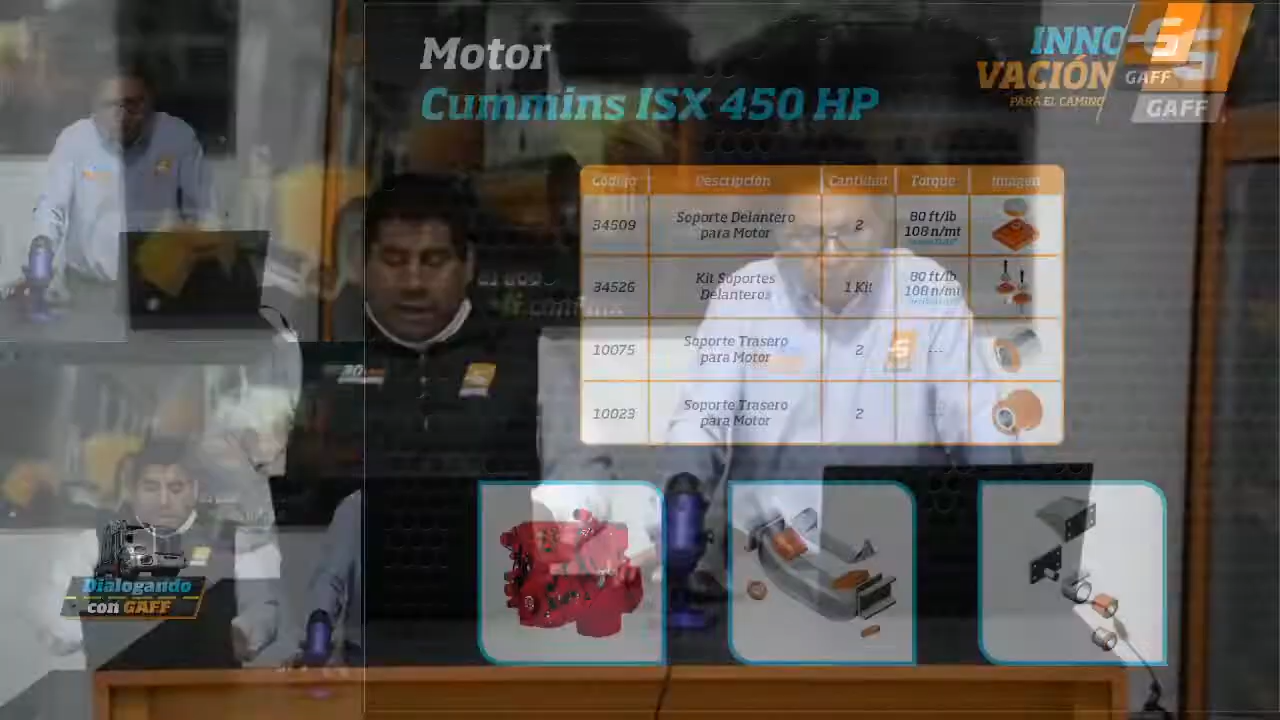 Motor
Cummins ISX 450 HP
INNO
VACIÓN
PARA EL CAMINO
GAFF
GAFF
Código Descripción Cantidad Torque Imagen
34509 Soporte Delantero para Motor 2 80 ft/lb 108 n/mt
34526 Kit Soportes Delanteros 1 Kit 80 ft/lb 108 n/mt
10075 Soporte Trasero para Motor 2 ---
10023 Soporte Trasero para Motor 2 ---
Dialogando
con GAFF